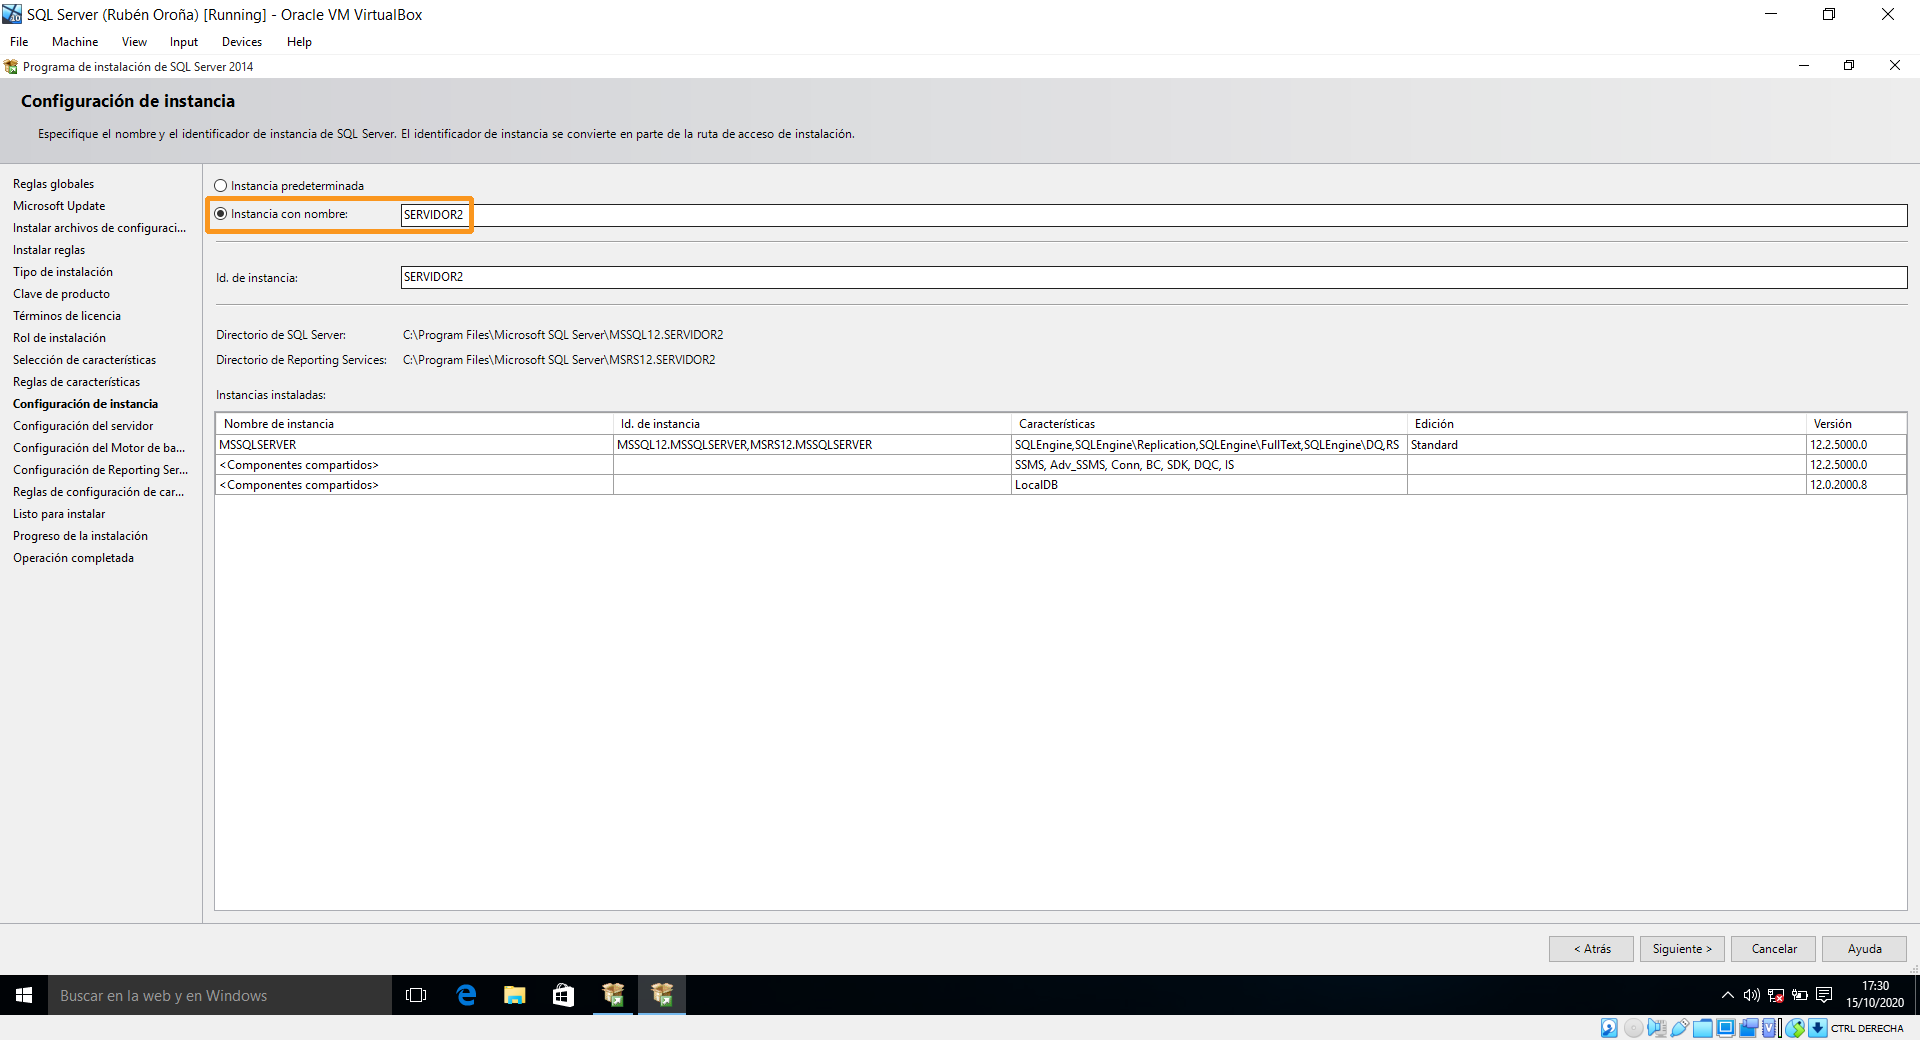 SQL Server (Rubén Oroña) [Running] - Oracle VM VirtualBox
File Machine View Input Devices Help
Programa de instalación de SQL Server 2014
Configuración de instancia
Especifique el nombre y el identificador de instancia de SQL Server. El identificador de instancia se convierte en parte de la ruta de acceso de instalación.
Reglas globales
Microsoft Update
Instalar archivos de configuraci...
Instalar reglas
Tipo de instalación
Clave de producto
Términos de licencia
Rol de instalación
Selección de características
Reglas de características
Configuración de instancia
Configuración del servidor
Configuración del Motor de ba...
Configuración de Reporting Ser...
Reglas de configuración de car...
Listo para instalar
Progreso de la instalación
Operación completada
Instancia predeterminada
Instancia con nombre: SERVIDOR2
Id. de instancia: SERVIDOR2
Directorio de SQL Server: C:\Program Files\Microsoft SQL Server\MSSQL12.SERVIDOR2
Directorio de Reporting Services: C:\Program Files\Microsoft SQL Server\MSRS12.SERVIDOR2
Instancias instaladas:
Nombre de instancia Id. de instancia Características Edición Versión
MSSQLSERVER MSSQL12.MSSQLSERVER,MSRS12.MSSQLSERVER SQLEngine,SQLEngine\Replication,SQLEngine\FullText,SQLEngine\DQ,RS Standard 12.2.5000.0
<Componentes compartidos> SSMS, Adv_SSMS, Conn, BC, SDK, DQC, IS 12.2.5000.0
<Componentes compartidos> LocalDB 12.0.2000.8
< Atrás Siguiente > Cancelar Ayuda
Buscar en la web y en Windows
17:30
15/10/2020
CTRL DERECHA